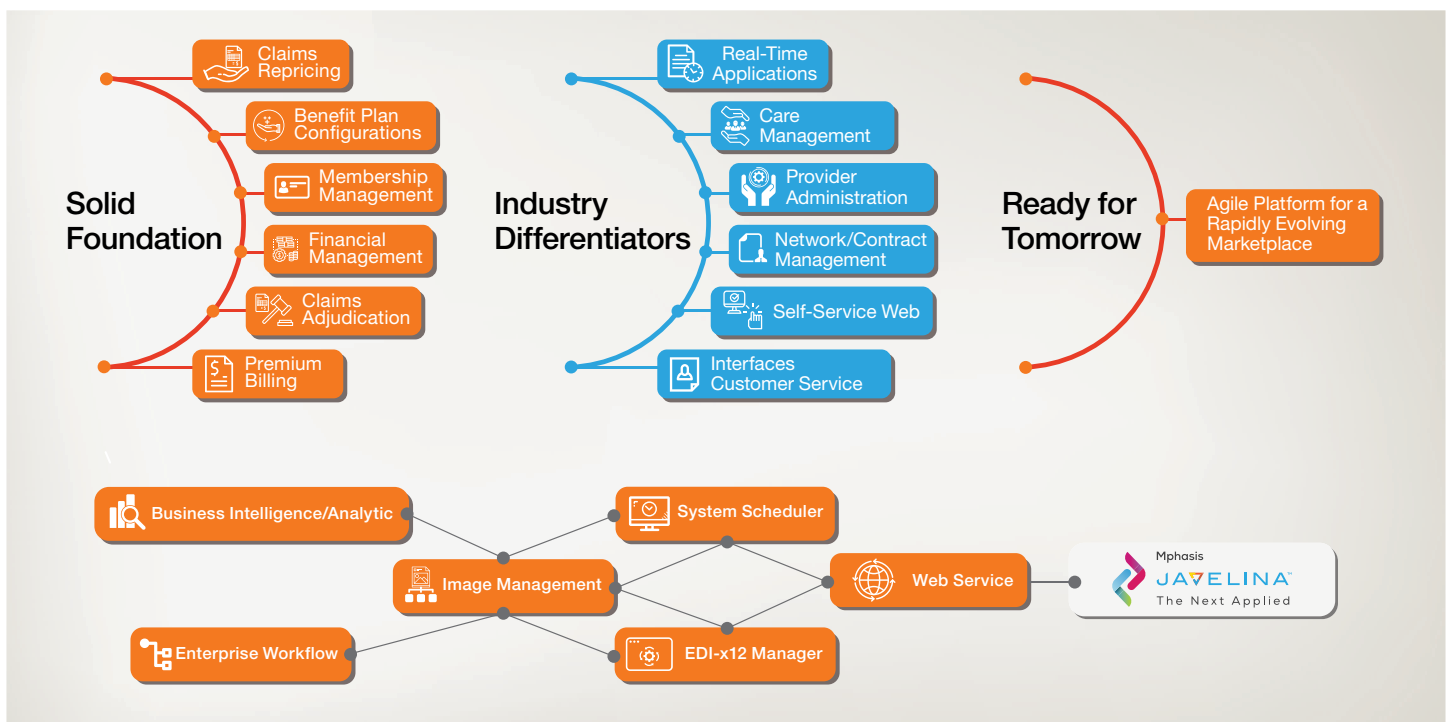 Solid
Foundation
Claims
Repricing
Benefit Plan
Configurations
Membership
Management
Financial
Management
Claims
Adjudication
Premium
Billing
Industry
Differentiators
Real-Time
Applications
Care
Management
Provider
Administration
Network/Contract
Management
Self-Service Web
Interfaces
Customer Service
Ready for
Tomorrow
Agile Platform for a
Rapidly Evolving
Marketplace
Business Intelligence/Analytic
System Scheduler
Image Management
Web Service
Enterprise Workflow
EDI-x12 Manager
Mphasis
JAVELINA™
The Next Applied